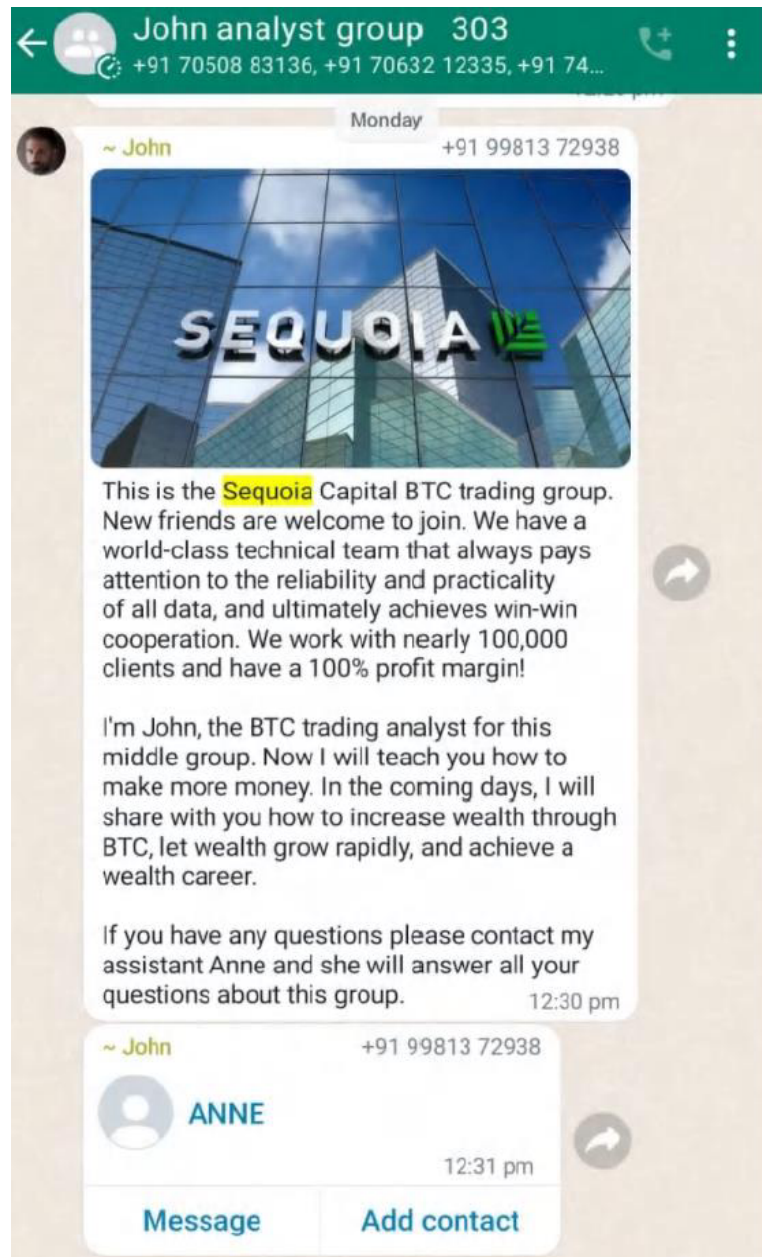 John analyst group 303
+91 70508 83136, +91 70632 12335, +91 74...
Monday
~ John +91 99813 72938
SEQUOIA
This is the Sequoia Capital BTC trading group.
New friends are welcome to join. We have a
world-class technical team that always pays
attention to the reliability and practicality
of all data, and ultimately achieves win-win
cooperation. We work with nearly 100,000
clients and have a 100% profit margin!
I'm John, the BTC trading analyst for this
middle group. Now I will teach you how to
make more money. In the coming days, I will
share with you how to increase wealth through
BTC, let wealth grow rapidly, and achieve a
wealth career.
If you have any questions please contact my
assistant Anne and she will answer all your
questions about this group.
12:30 pm
~ John +91 99813 72938
ANNE
12:31 pm
Message Add contact